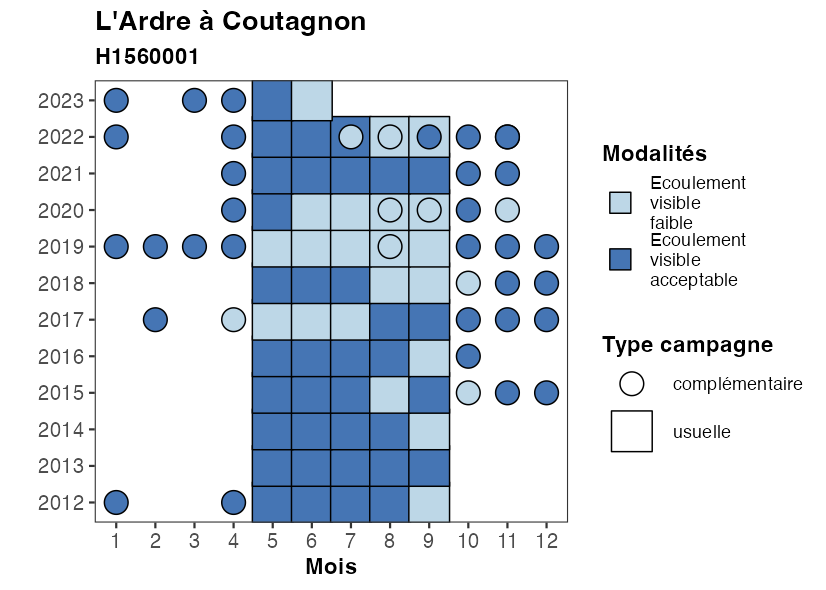 L'Ardre à Coutagnon
H1560001
2023
2022
2021
2020
2019
2018
2017
2016
2015
2014
2013
2012
1 2 3 4 5 6 7 8 9 10 11 12
Mois
Modalités
Ecoulement
visible
faible
Ecoulement
visible
acceptable
Type campagne
complémentaire
usuelle